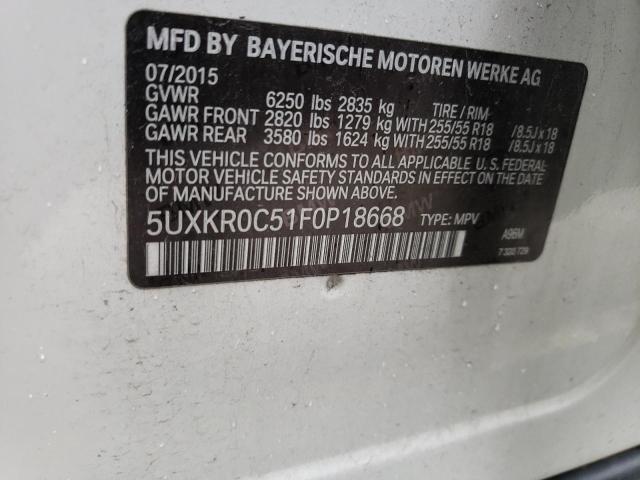 MFD BY BAYERISCHE MOTOREN WERKE AG
07/2015
GVWR 6250 lbs 2835 kg TIRE / RIM
GAWR FRONT 2820 lbs 1279 kg WITH 255/55 R18 /8.5J x 18
GAWR REAR 3580 lbs 1624 kg WITH 255/55 R18 /8.5J x 18
THIS VEHICLE CONFORMS TO ALL APPLICABLE U.S. FEDERAL
MOTOR VEHICLE SAFETY STANDARDS IN EFFECT ON THE DATE
OF MANUFACTURE SHOWN ABOVE.
5UXKR0C51F0P18668 TYPE: MPV
A96M